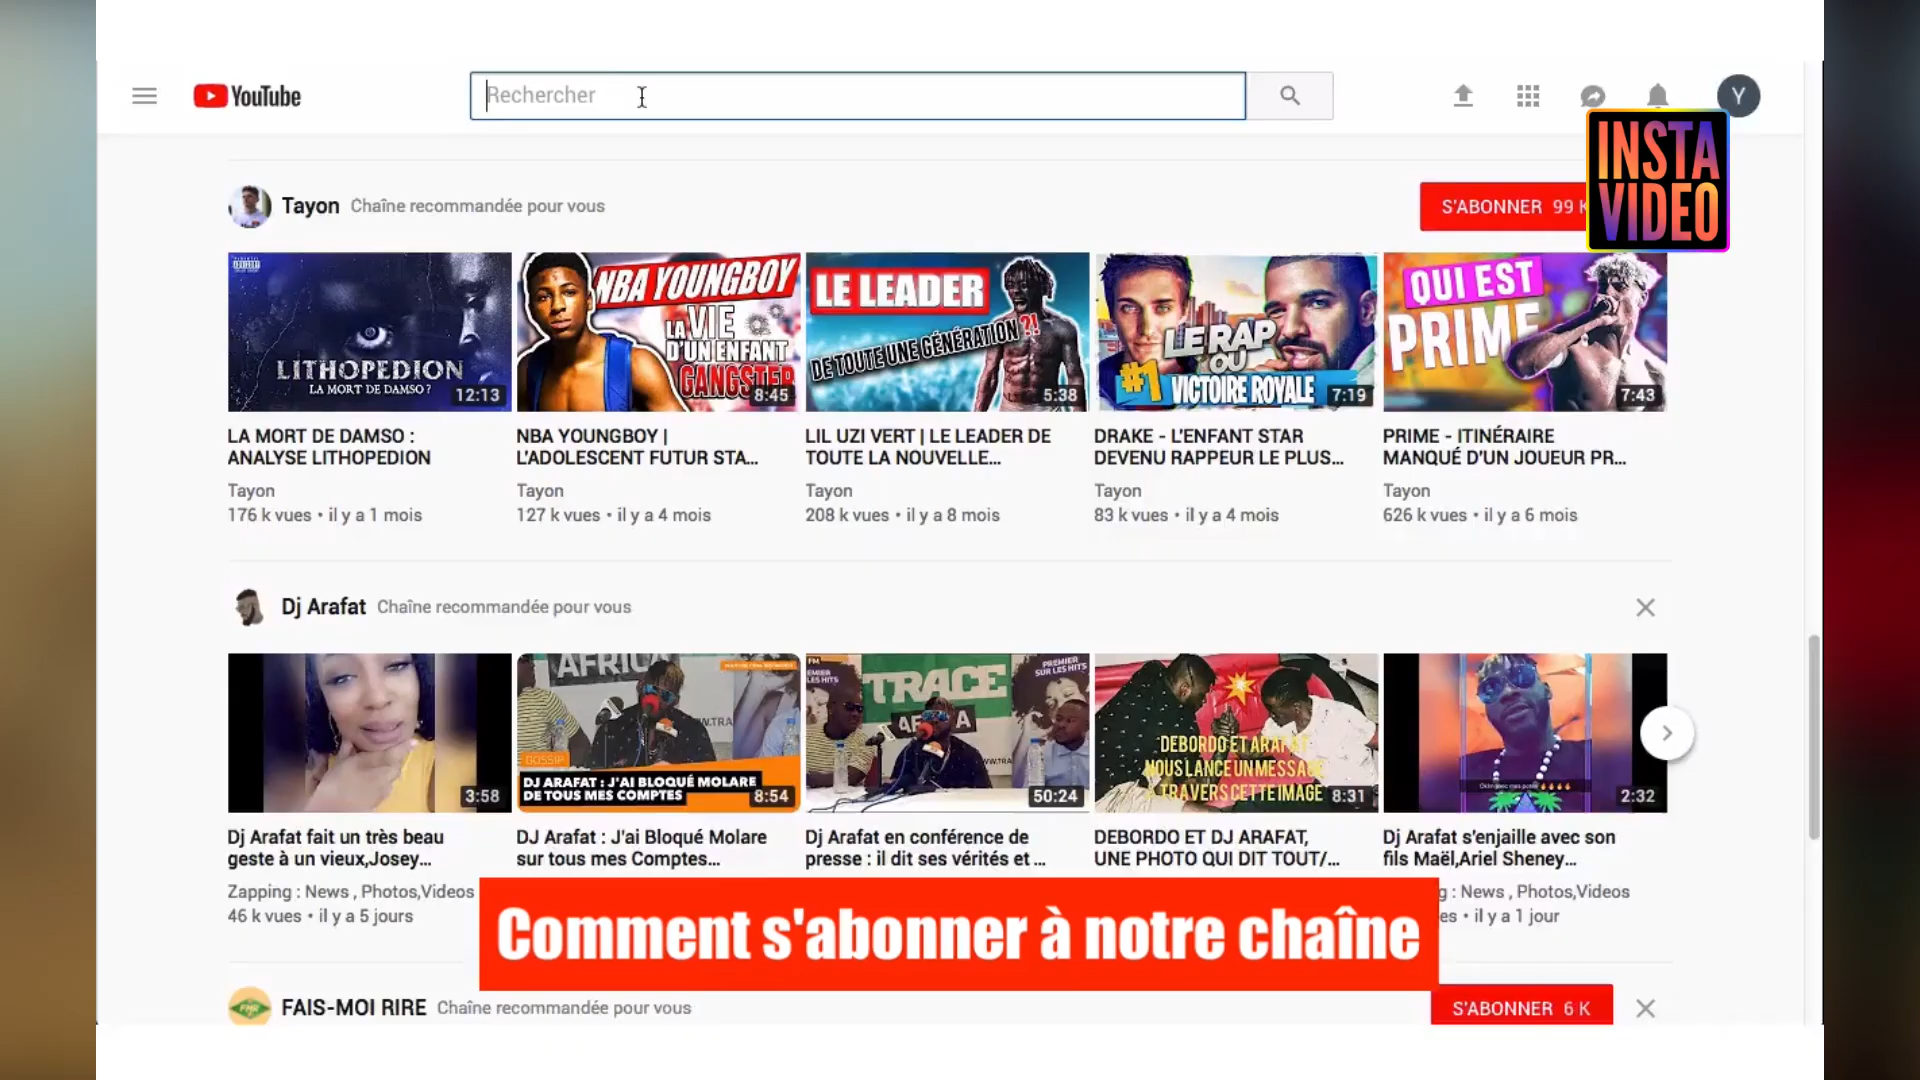 YouTube
Rechercher
Y
INSTA
VIDEO
Tayon Chaîne recommandée pour vous
S'ABONNER 99 K
LITHOPEDION
LA MORT DE DAMSO ?
12:13
NBA YOUNGBOY
LA VIE
D'UN ENFANT
GANGSTER
8:45
LE LEADER
DE TOUTE UNE GÉNÉRATION ?!
5:38
LE RAP
OU
#1 VICTOIRE ROYALE
7:19
QUI EST
PRIME
7:43
LA MORT DE DAMSO :
ANALYSE LITHOPEDION
Tayon
176 k vues • il y a 1 mois
NBA YOUNGBOY |
L'ADOLESCENT FUTUR STA...
Tayon
127 k vues • il y a 4 mois
LIL UZI VERT | LE LEADER DE
TOUTE LA NOUVELLE...
Tayon
208 k vues • il y a 8 mois
DRAKE - L'ENFANT STAR
DEVENU RAPPEUR LE PLUS...
Tayon
83 k vues • il y a 4 mois
PRIME - ITINÉRAIRE
MANQUÉ D'UN JOUEUR PR...
Tayon
626 k vues • il y a 6 mois
Dj Arafat Chaîne recommandée pour vous
3:58
AFRICA
GOSSIP
DJ ARAFAT : J'AI BLOQUÉ MOLARE
DE TOUS MES COMPTES
8:54
FM
PREMIER
SUR LES HITS
TRACE
AFRICA
50:24
DEBORDO ET ARAFAT
NOUS LANCE UN MESSAGE
A TRAVERS CETTE IMAGE
8:31
2:32
Dj Arafat fait un très beau
geste à un vieux,Josey...
Zapping : News , Photos,Videos
46 k vues • il y a 5 jours
DJ Arafat : J'ai Bloqué Molare
sur tous mes Comptes...
Dj Arafat en conférence de
presse : il dit ses vérités et ...
DEBORDO ET DJ ARAFAT,
UNE PHOTO QUI DIT TOUT/...
Dj Arafat s'enjaille avec son
fils Maël,Ariel Sheney...
g : News , Photos,Videos
es • il y a 1 jour
Comment s'abonner à notre chaîne
FAIS-MOI RIRE Chaîne recommandée pour vous
S'ABONNER 6 K